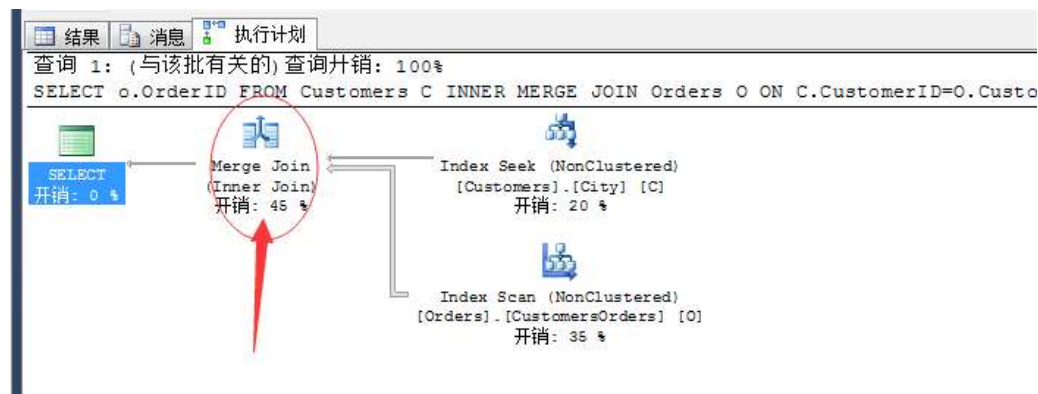 结果 消息 执行计划
查询 1: (与该批有关的)查询开销: 100%
SELECT o.OrderID FROM Customers C INNER MERGE JOIN Orders O ON C.CustomerID=O.Custo
SELECT
开销: 0 %
Merge Join
(Inner Join)
开销: 45 %
Index Seek (NonClustered)
[Customers].[City] [C]
开销: 20 %
Index Scan (NonClustered)
[Orders].[CustomersOrders] [O]
开销: 35 %